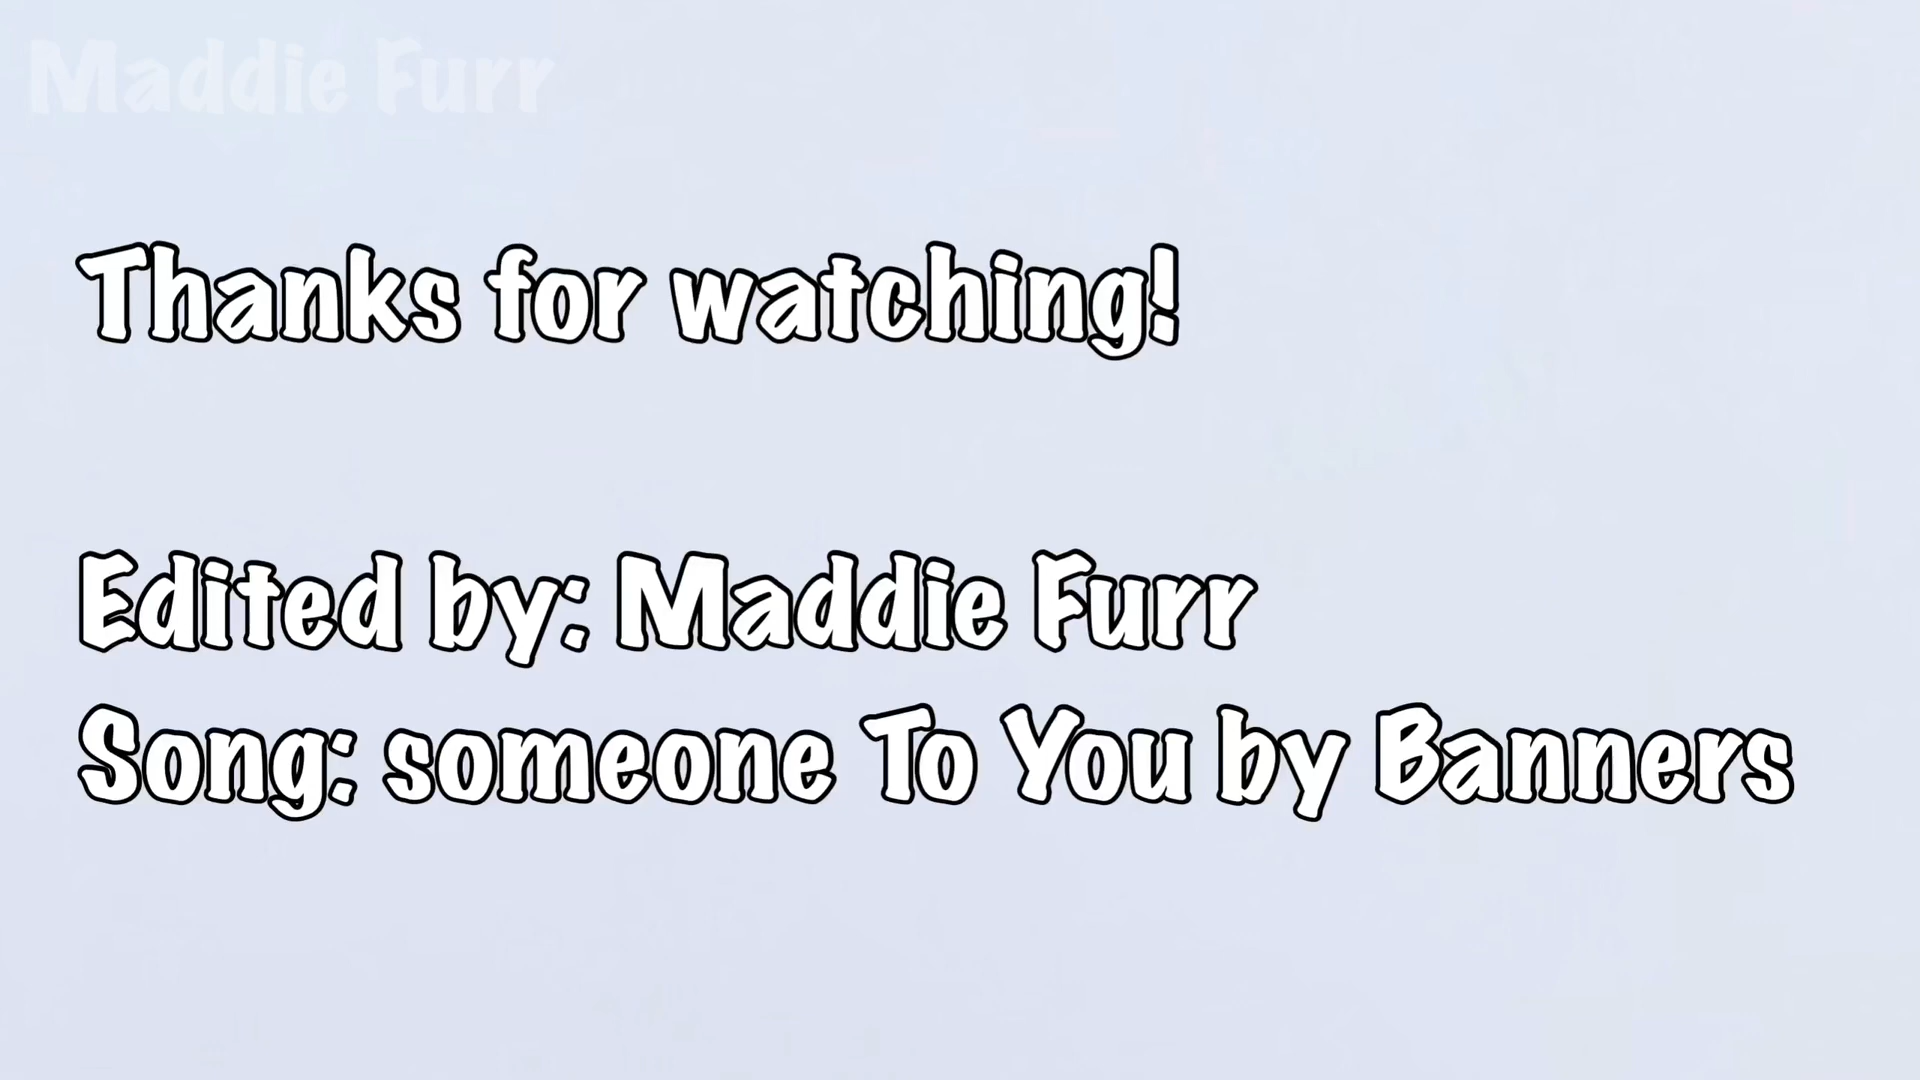 Maddie Furr
Thanks for watching!
Edited by: Maddie Furr
Song: someone To You by Banners